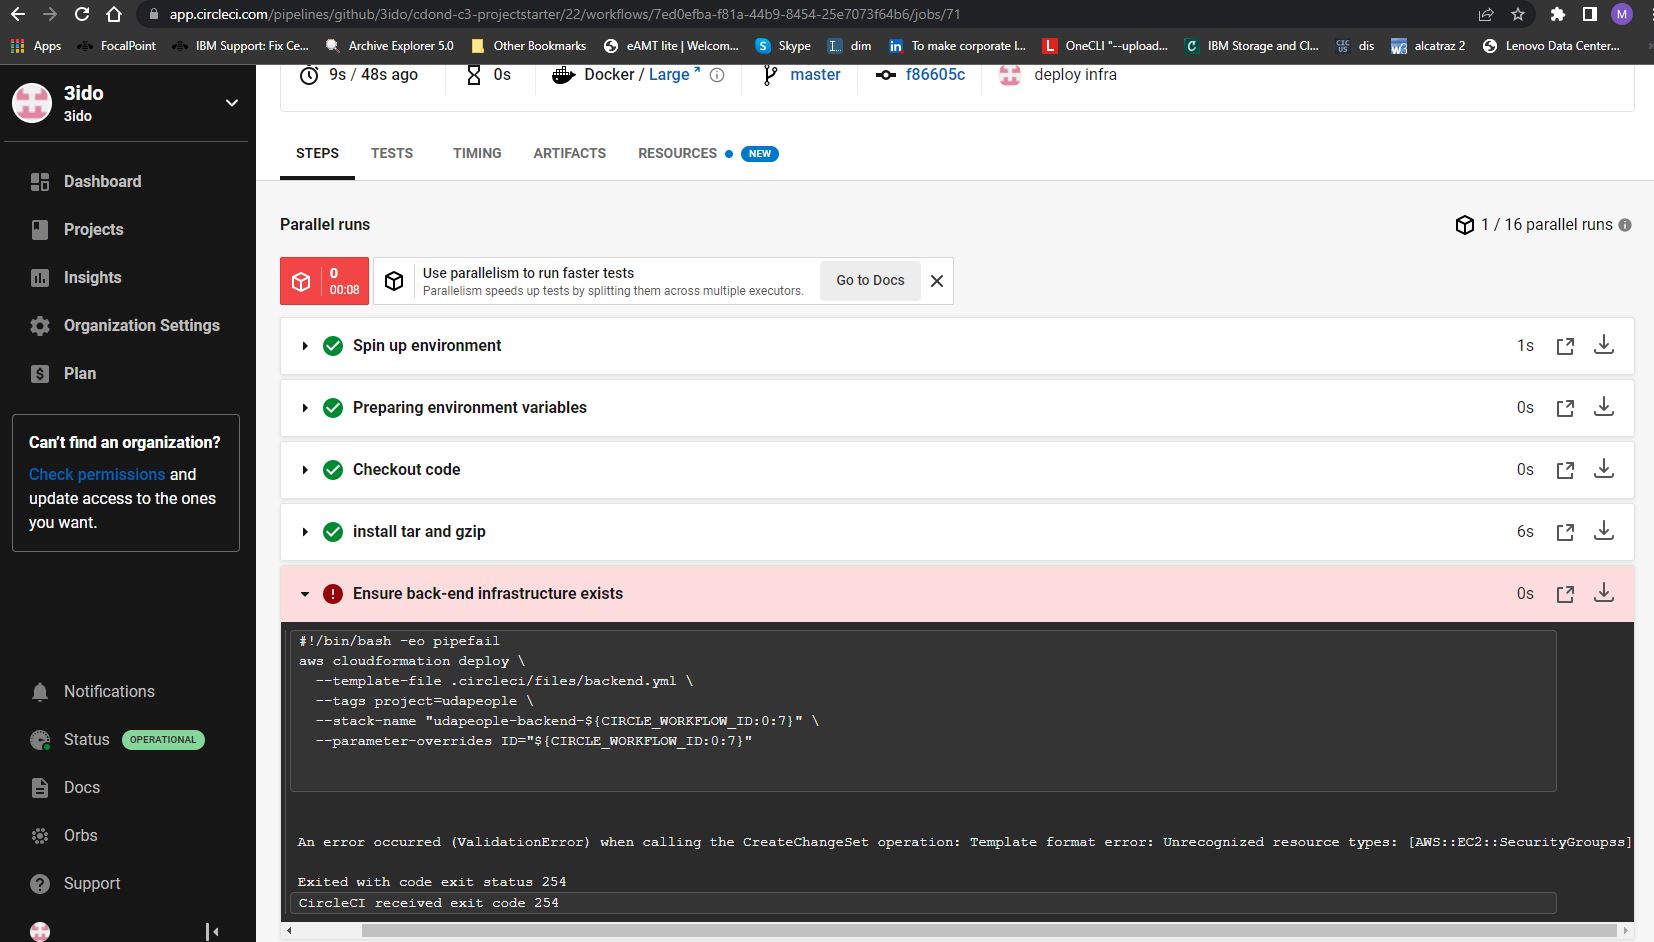 app.circleci.com/pipelines/github/3ido/cdond-c3-projectstarter/22/workflows/7ed0efba-f81a-44b9-8454-25e7073f64b6/jobs/71
M
Apps FocalPoint IBM Support: Fix Ce... Archive Explorer 5.0 Other Bookmarks eAMT lite | Welcom... Skype dim To make corporate l... OneCLI "--upload... IBM Storage and Cl... dis alcatraz 2 Lenovo Data Center...
3ido
3ido
Dashboard
Projects
Insights
Organization Settings
Plan
Can't find an organization?
Check permissions and
update access to the ones
you want.
Notifications
Status OPERATIONAL
Docs
Orbs
Support
9s / 48s ago 0s Docker / Large master f86605c deploy infra
STEPS TESTS TIMING ARTIFACTS RESOURCES NEW
Parallel runs
1 / 16 parallel runs
0
00:08
Use parallelism to run faster tests
Parallelism speeds up tests by splitting them across multiple executors.
Go to Docs
Spin up environment 1s
Preparing environment variables 0s
Checkout code 0s
install tar and gzip 6s
Ensure back-end infrastructure exists 0s
#!/bin/bash -eo pipefail
aws cloudformation deploy \
--template-file .circleci/files/backend.yml \
--tags project=udapeople \
--stack-name "udapeople-backend-${CIRCLE_WORKFLOW_ID:0:7}" \
--parameter-overrides ID="${CIRCLE_WORKFLOW_ID:0:7}"
An error occurred (ValidationError) when calling the CreateChangeSet operation: Template format error: Unrecognized resource types: [AWS::EC2::SecurityGroupss]
Exited with code exit status 254
CircleCI received exit code 254